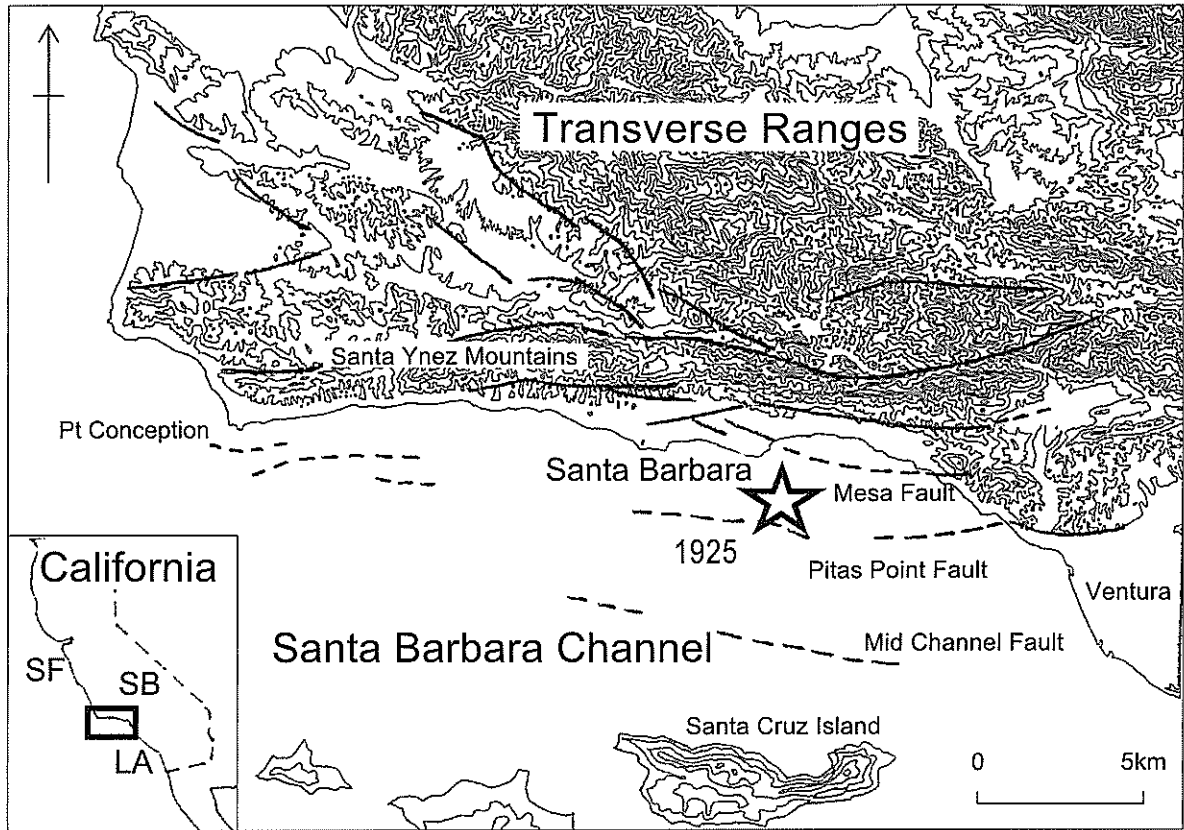 Transverse Ranges
Santa Ynez Mountains
Pt Conception
Santa Barbara
Mesa Fault
1925
Pitas Point Fault
Ventura
California
Santa Barbara Channel
Mid Channel Fault
SF
SB
LA
Santa Cruz Island
0 5km